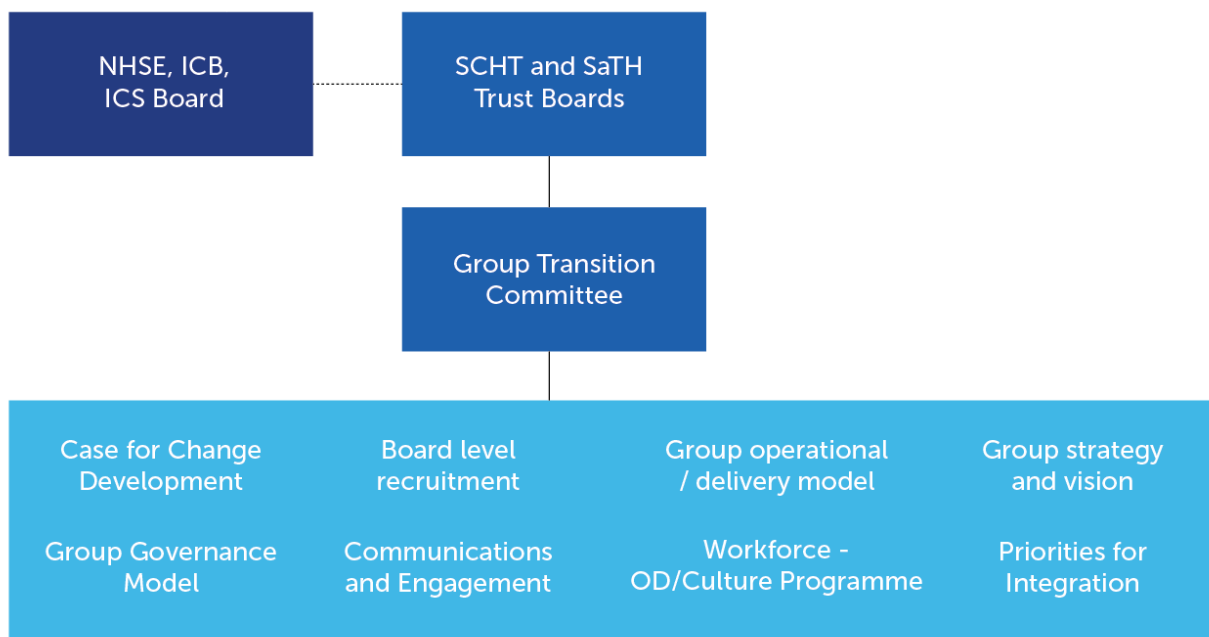 NHSE, ICB,
ICS Board
SCHT and SaTH
Trust Boards
Group Transition
Committee
Case for Change
Development
Board level
recruitment
Group operational
/ delivery model
Group strategy
and vision
Group Governance
Model
Communications
and Engagement
Workforce -
OD/Culture Programme
Priorities for
Integration